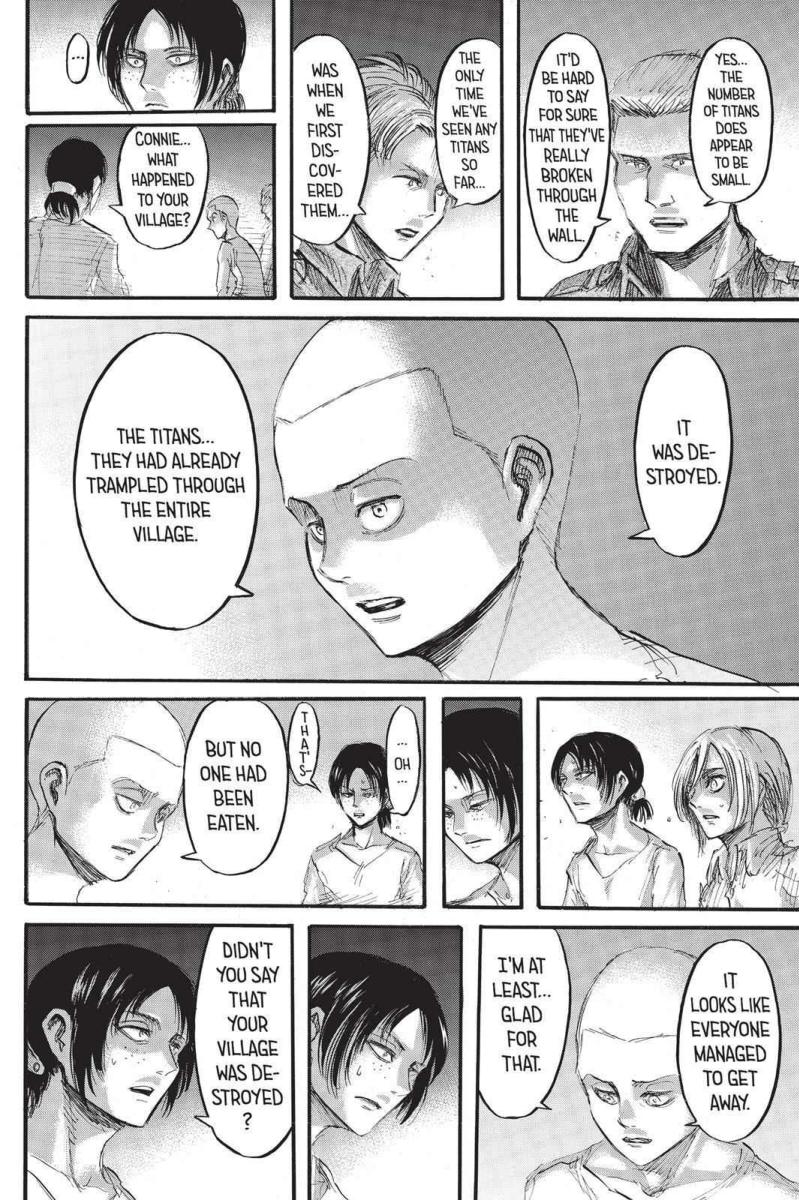 YES...
THE
NUMBER
OF TITANS
DOES
APPEAR
TO BE
SMALL.
IT'D
BE HARD
TO SAY
FOR SURE
THAT THEY'VE
REALLY
BROKEN
THROUGH
THE
WALL.
THE
ONLY
TIME
WE'VE
SEEN ANY
TITANS
SO
FAR...
WAS
WHEN
WE
FIRST
DIS-
COV-
ERED
THEM...
...
CONNIE...
WHAT
HAPPENED
TO YOUR
VILLAGE?
IT
WAS DE-
STROYED.
THE TITANS...
THEY HAD ALREADY
TRAMPLED THROUGH
THE ENTIRE
VILLAGE.
...
OH
...
THAT'S-
BUT NO
ONE HAD
BEEN
EATEN.
IT
LOOKS LIKE
EVERYONE
MANAGED
TO GET
AWAY.
I'M AT
LEAST...
GLAD
FOR
THAT.
DIDN'T
YOU SAY
THAT
YOUR
VILLAGE
WAS DE-
STROYED
?